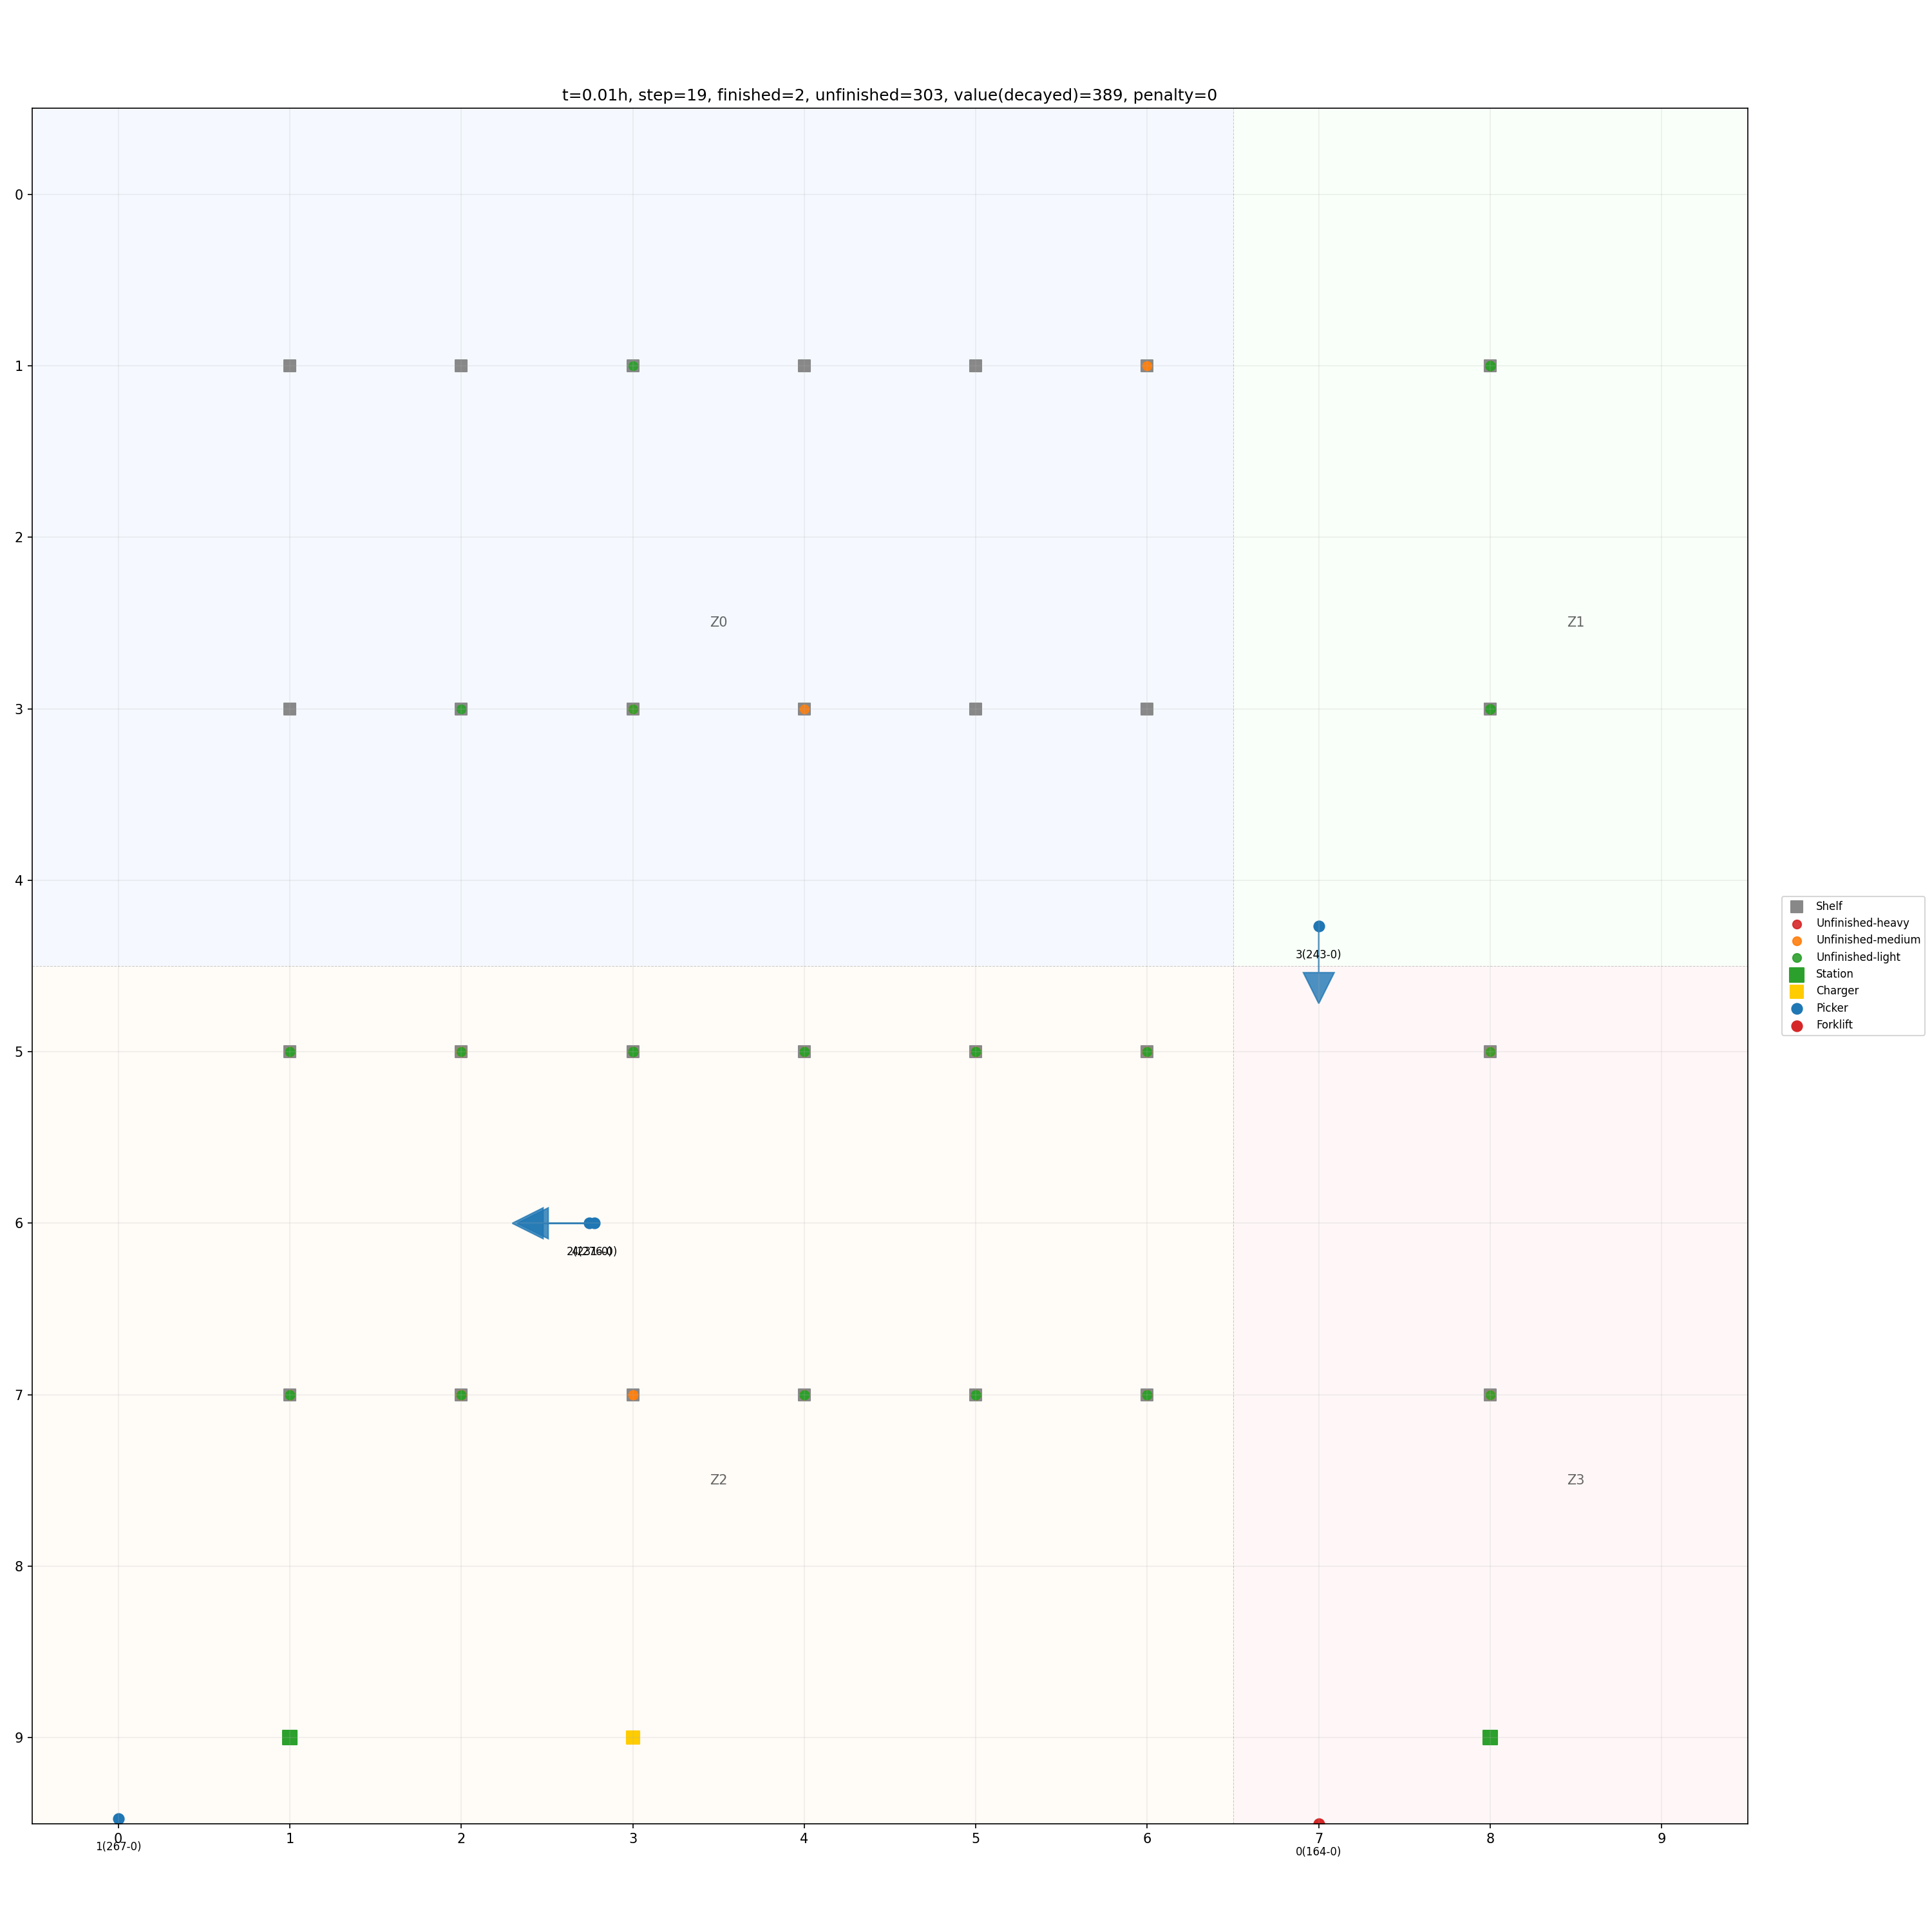 t=0.01h, step=19, finished=2, unfinished=303, value(decayed)=389, penalty=0
0
1
2
Z0
Z1
3
4
3(243-0)
Shelf
Unfinished-heavy
Unfinished-medium
Unfinished-light
Station
Charger
Picker
Forklift
5
6
7
Z2
Z3
8
9
0
1
2
3
4
5
6
7
8
9
1(267-0)
0(164-0)